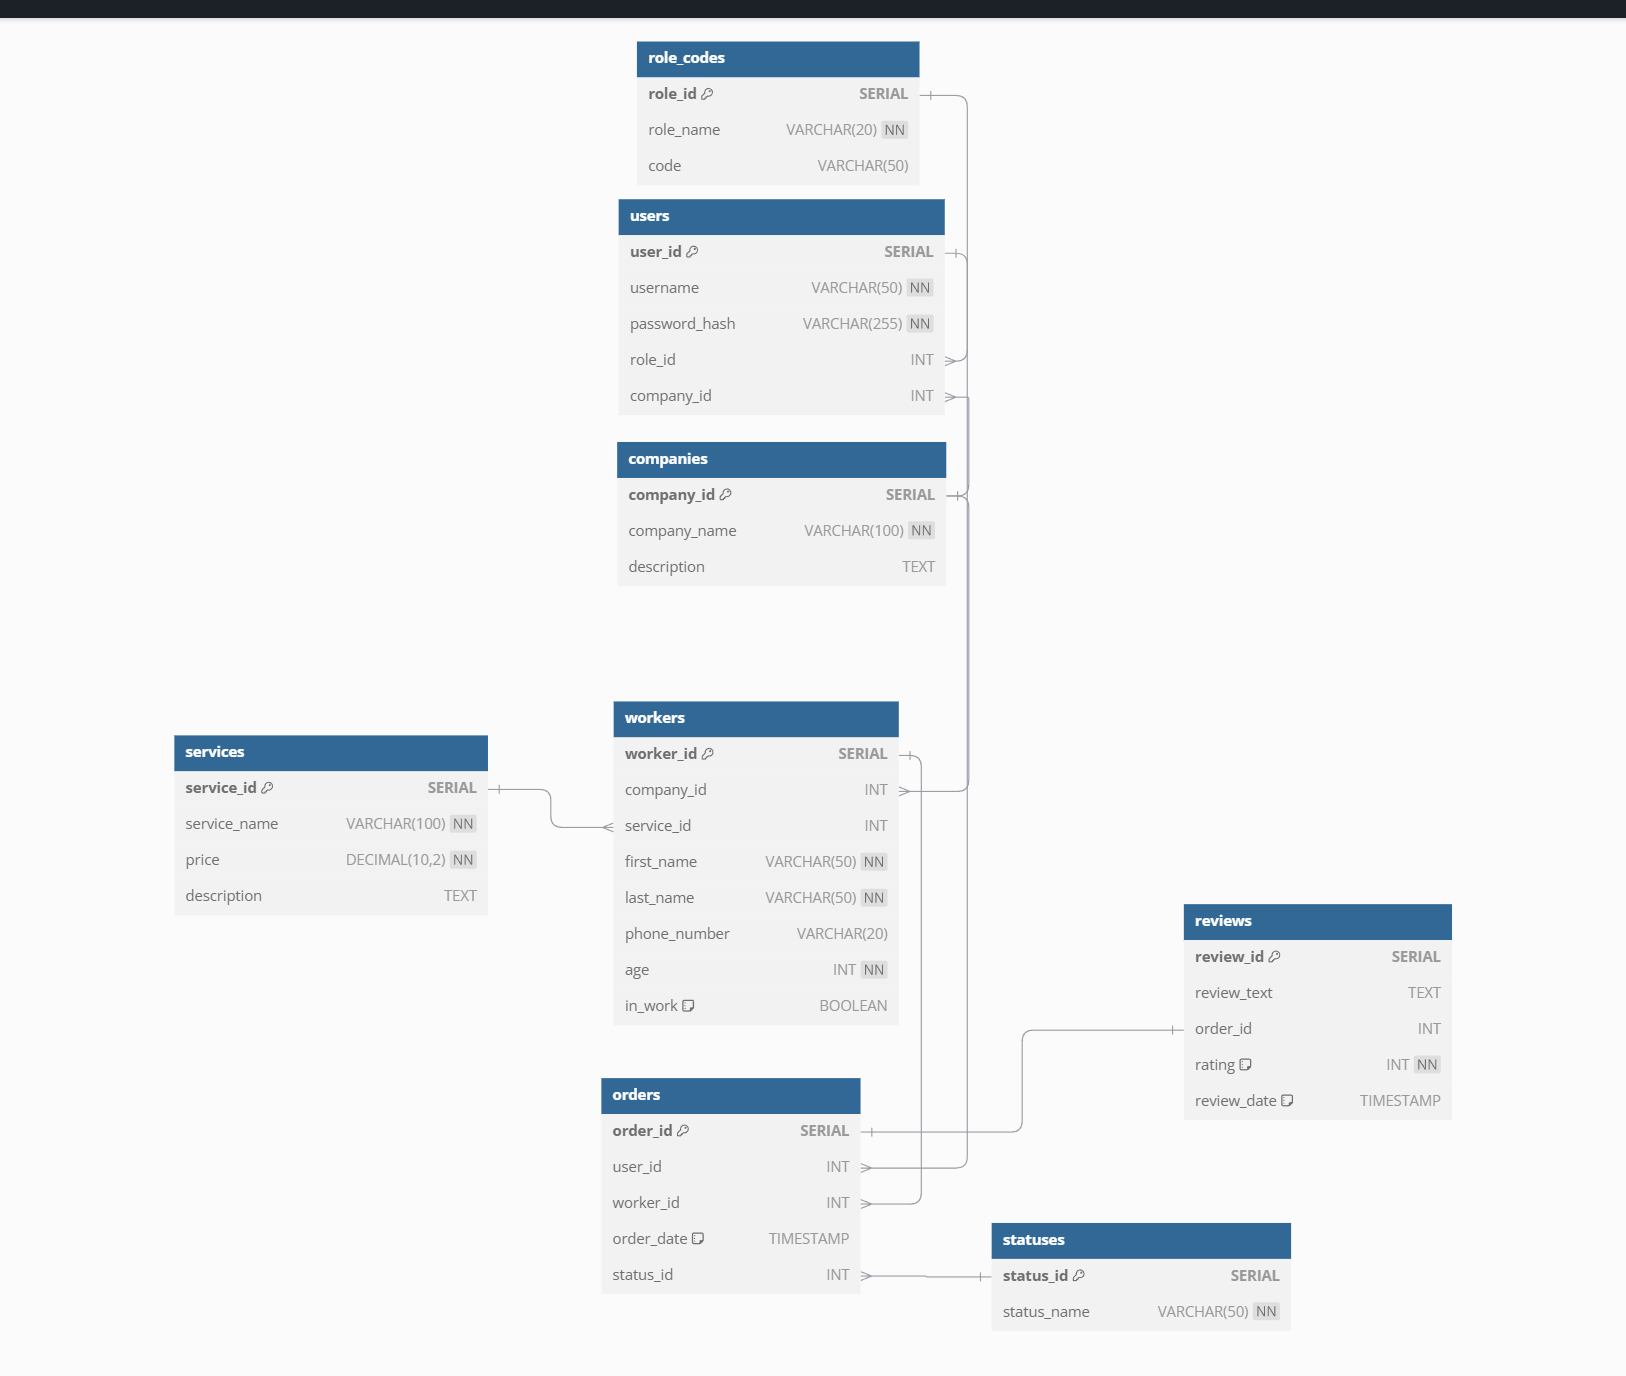 role_codes
role_id SERIAL
role_name VARCHAR(20) NN
code VARCHAR(50)
users
user_id SERIAL
username VARCHAR(50) NN
password_hash VARCHAR(255) NN
role_id INT
company_id INT
companies
company_id SERIAL
company_name VARCHAR(100) NN
description TEXT
services
service_id SERIAL
service_name VARCHAR(100) NN
price DECIMAL(10,2) NN
description TEXT
workers
worker_id SERIAL
company_id INT
service_id INT
first_name VARCHAR(50) NN
last_name VARCHAR(50) NN
phone_number VARCHAR(20)
age INT NN
in_work BOOLEAN
reviews
review_id SERIAL
review_text TEXT
order_id INT
rating INT NN
review_date TIMESTAMP
orders
order_id SERIAL
user_id INT
worker_id INT
order_date TIMESTAMP
status_id INT
statuses
status_id SERIAL
status_name VARCHAR(50) NN